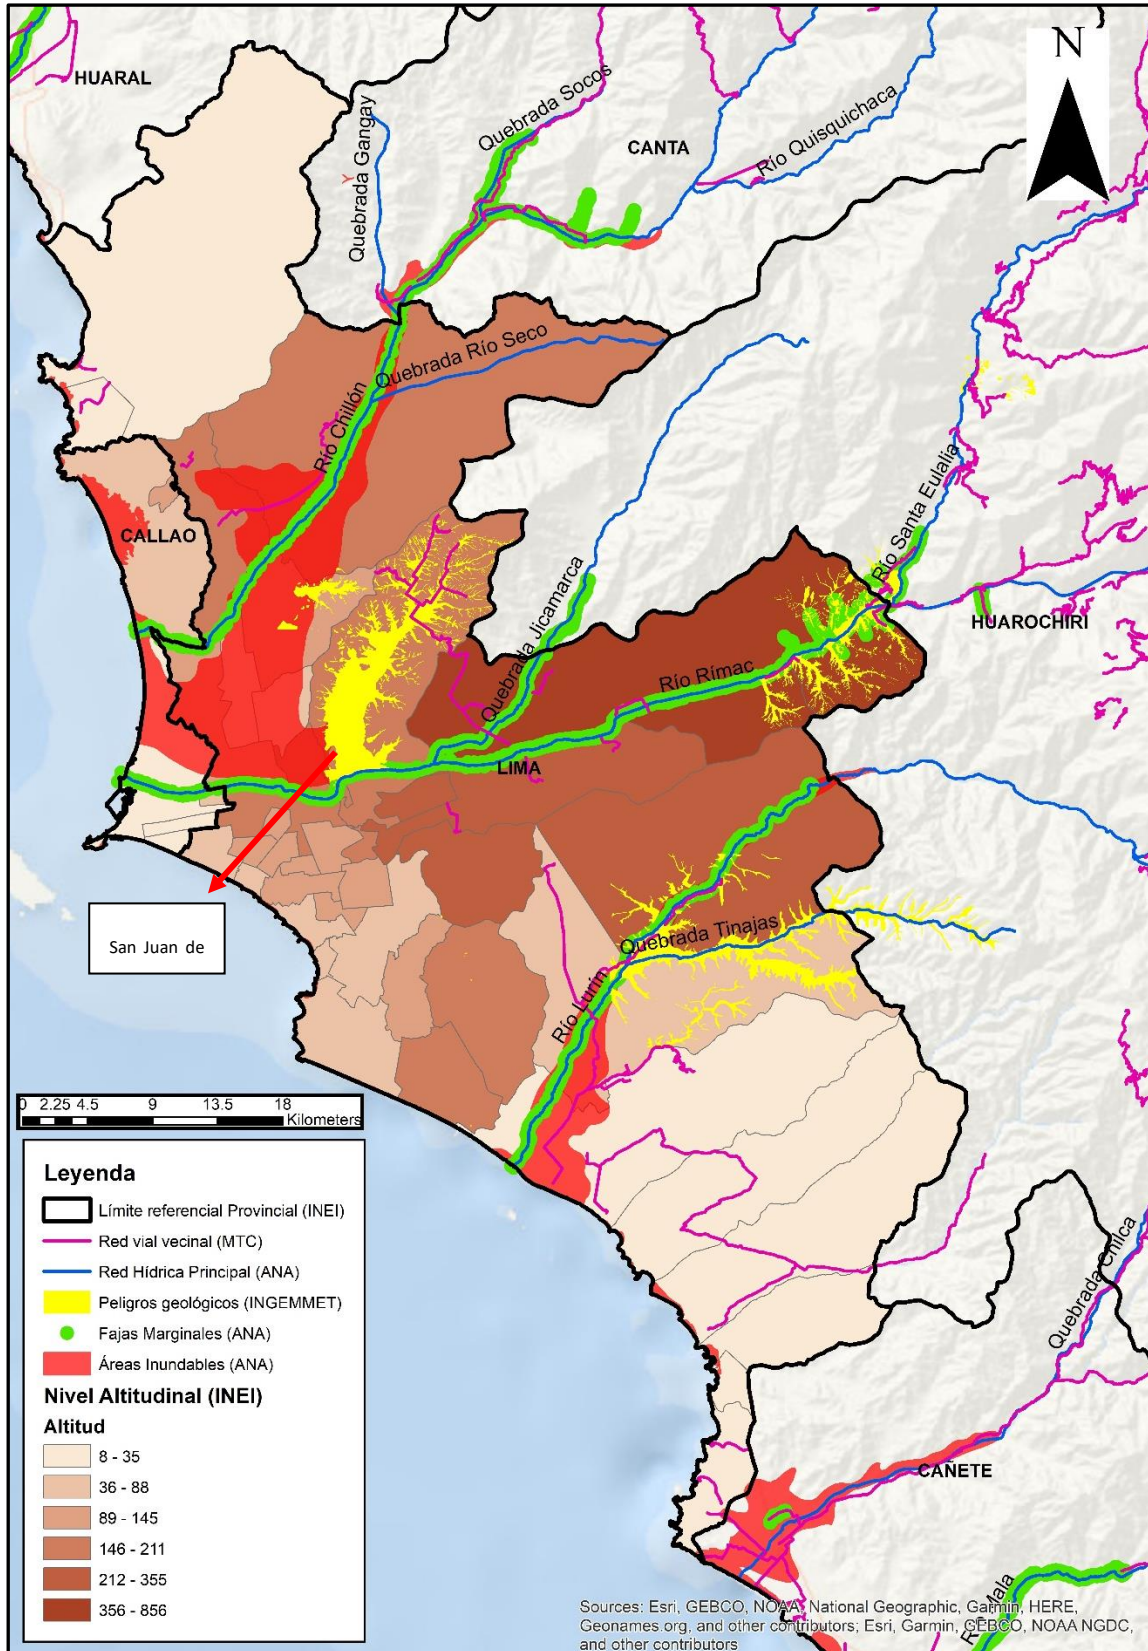 N
HUARAL
Quebrada Gangay
Y
Quebrada Socos
CANTA
Río Quisquichaca
Quebrada Río Seco
Río Chillón
CALLAO
Quebrada Jicamarca
Río Santa Eulalia
HUAROCHIRI
Río Rímac
LIMA
San Juan de
Quebrada Tinajas
Río Lurín
Quebrada Chilca
CAÑETE
0 2.25 4.5 9 13.5 18
Kilometers
Leyenda
Límite referencial Provincial (INEI)
Red vial vecinal (MTC)
Red Hídrica Principal (ANA)
Peligros geológicos (INGEMMET)
Fajas Marginales (ANA)
Áreas Inundables (ANA)
Nivel Altitudinal (INEI)
Altitud
8 - 35
36 - 88
89 - 145
146 - 211
212 - 355
356 - 856
Mala
Sources: Esri, GEBCO, NOAA, National Geographic, Garmin, HERE,
Geonames.org, and other contributors; Esri, Garmin, GEBCO, NOAA NGDC,
and other contributors